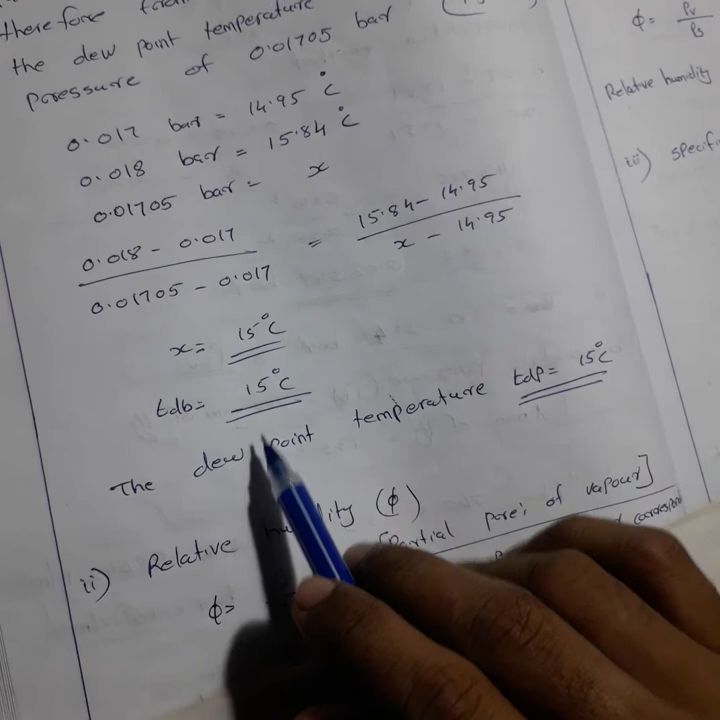 therefore
the dew point temperature
pressure of 0.01705 bar
0.017 bar = 14.95 °C
0.018 bar = 15.84 °C
0.01705 bar = x
0.018 - 0.017 / 0.01705 - 0.017 = 15.84 - 14.95 / x - 14.95
x = 15°C
tdb = 15°C
The dew point temperature tdp = 15°C
ii) Relative humidity (ϕ)
ϕ=
[Partial pre: of vapour]
ϕ = Pv / Ps
Relative humidity
iii)